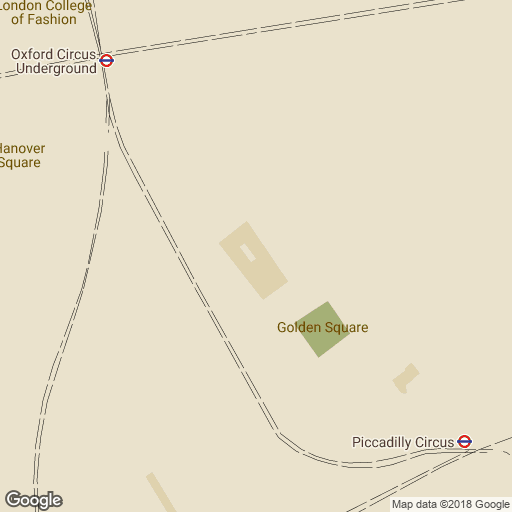 London College
of Fashion
Oxford Circus
Underground
Hanover
Square
Golden Square
Piccadilly Circus
Google
Map data ©2018 Google